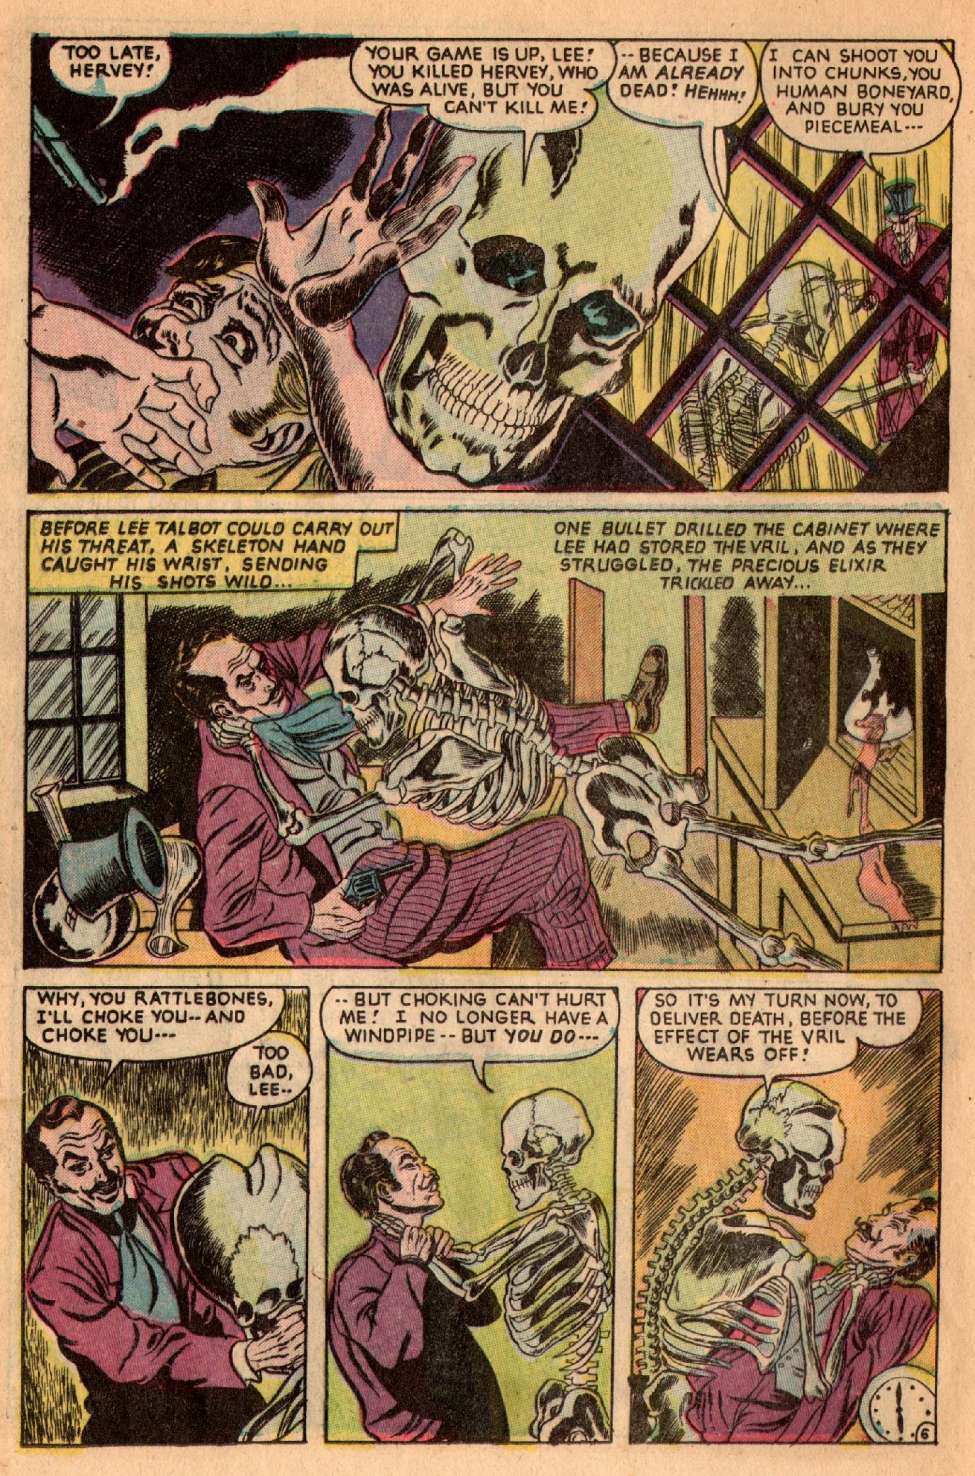 TOO LATE,
HERVEY!
YOUR GAME IS UP, LEE!
YOU KILLED HERVEY, WHO
WAS ALIVE, BUT YOU
CAN'T KILL ME!
-- BECAUSE I
AM ALREADY
DEAD! HEHHH!
I CAN SHOOT YOU
INTO CHUNKS, YOU
HUMAN BONEYARD,
AND BURY YOU
PIECEMEAL---
BEFORE LEE TALBOT COULD CARRY OUT
HIS THREAT, A SKELETON HAND
CAUGHT HIS WRIST, SENDING
HIS SHOTS WILD...
ONE BULLET DRILLED THE CABINET WHERE
LEE HAD STORED THE VRIL, AND AS THEY
STRUGGLED, THE PRECIOUS ELIXIR
TRICKLED AWAY...
WHY, YOU RATTLEBONES,
I'LL CHOKE YOU -- AND
CHOKE YOU---
TOO
BAD,
LEE--
-- BUT CHOKING CAN'T HURT
ME! I NO LONGER HAVE A
WINDPIPE -- BUT YOU DO---
SO IT'S MY TURN NOW, TO
DELIVER DEATH, BEFORE THE
EFFECT OF THE VRIL
WEARS OFF!
6